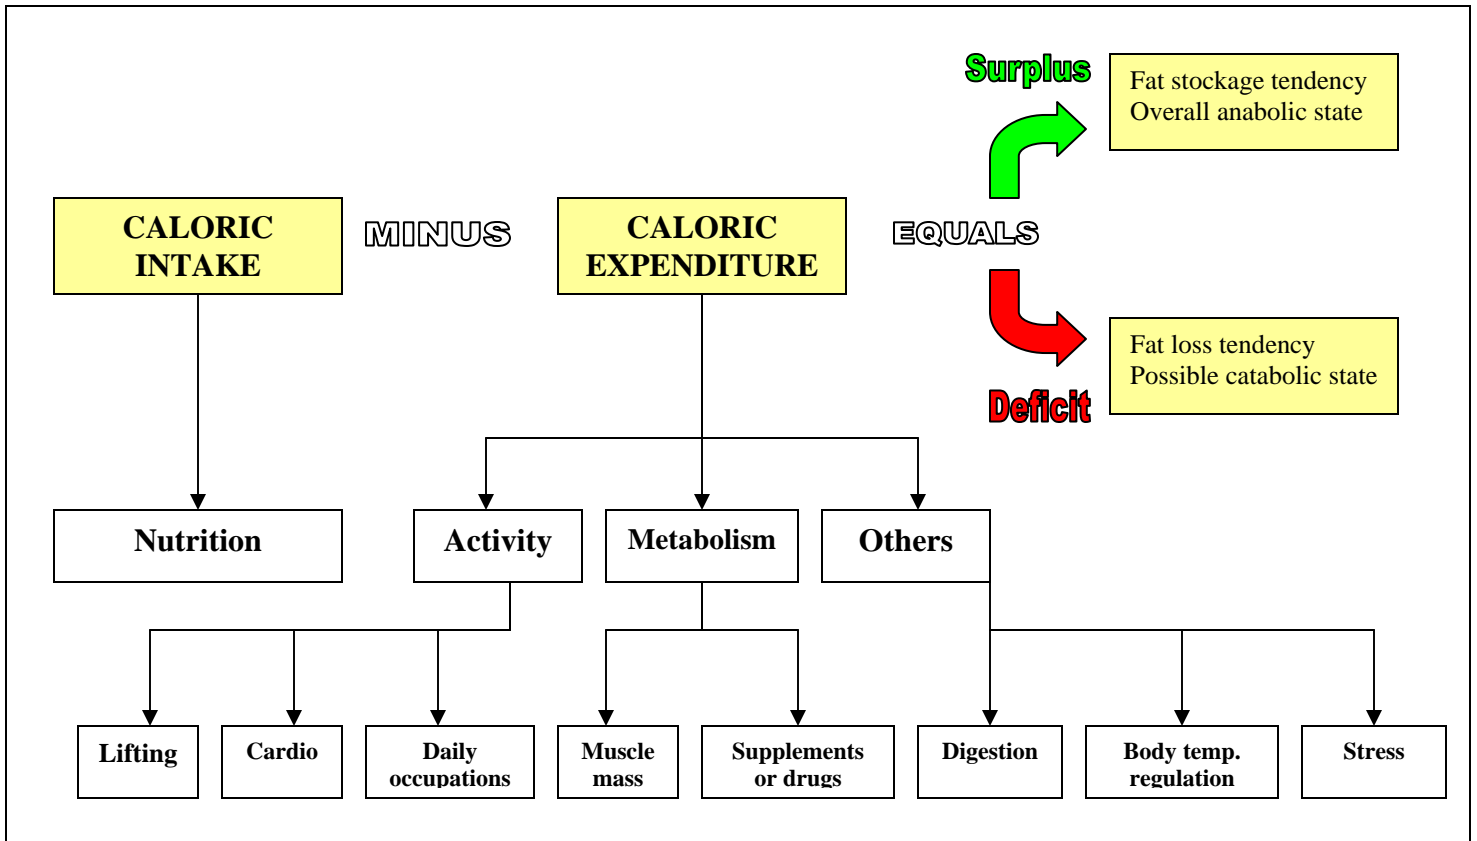 Surplus
Fat stockage tendency
Overall anabolic state
CALORIC
INTAKE
MINUS
CALORIC
EXPENDITURE
EQUALS
Fat loss tendency
Possible catabolic state
Deficit
Nutrition
Activity
Metabolism
Others
Lifting
Cardio
Daily
occupations
Muscle
mass
Supplements
or drugs
Digestion
Body temp.
regulation
Stress